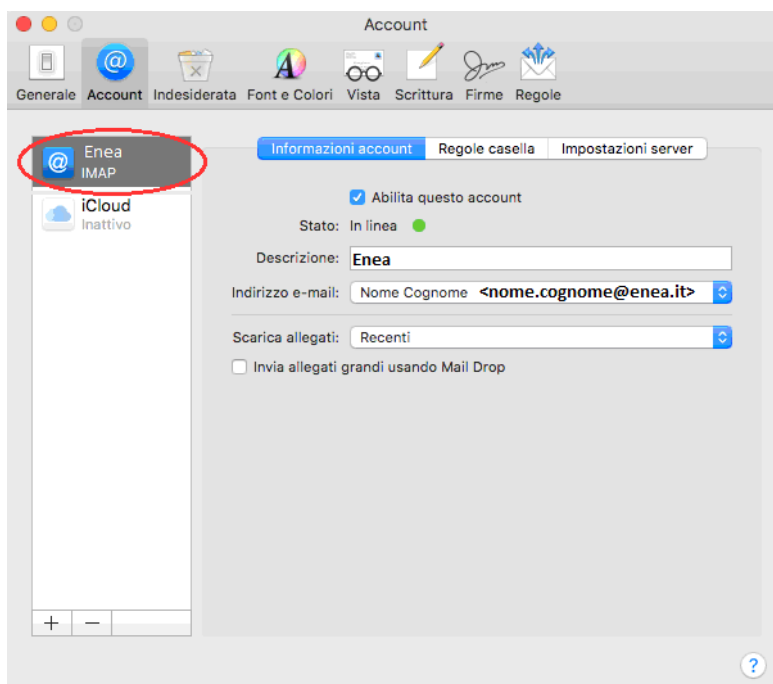 Account
Generale Account Indesiderata Font e Colori Vista Scrittura Firme Regole
Enea
IMAP
iCloud
Inattivo
Informazioni account Regole casella Impostazioni server
Abilita questo account
Stato: In linea
Descrizione: Enea
Indirizzo e-mail: Nome Cognome <nome.cognome@enea.it>
Scarica allegati: Recenti
Invia allegati grandi usando Mail Drop
+ −
?